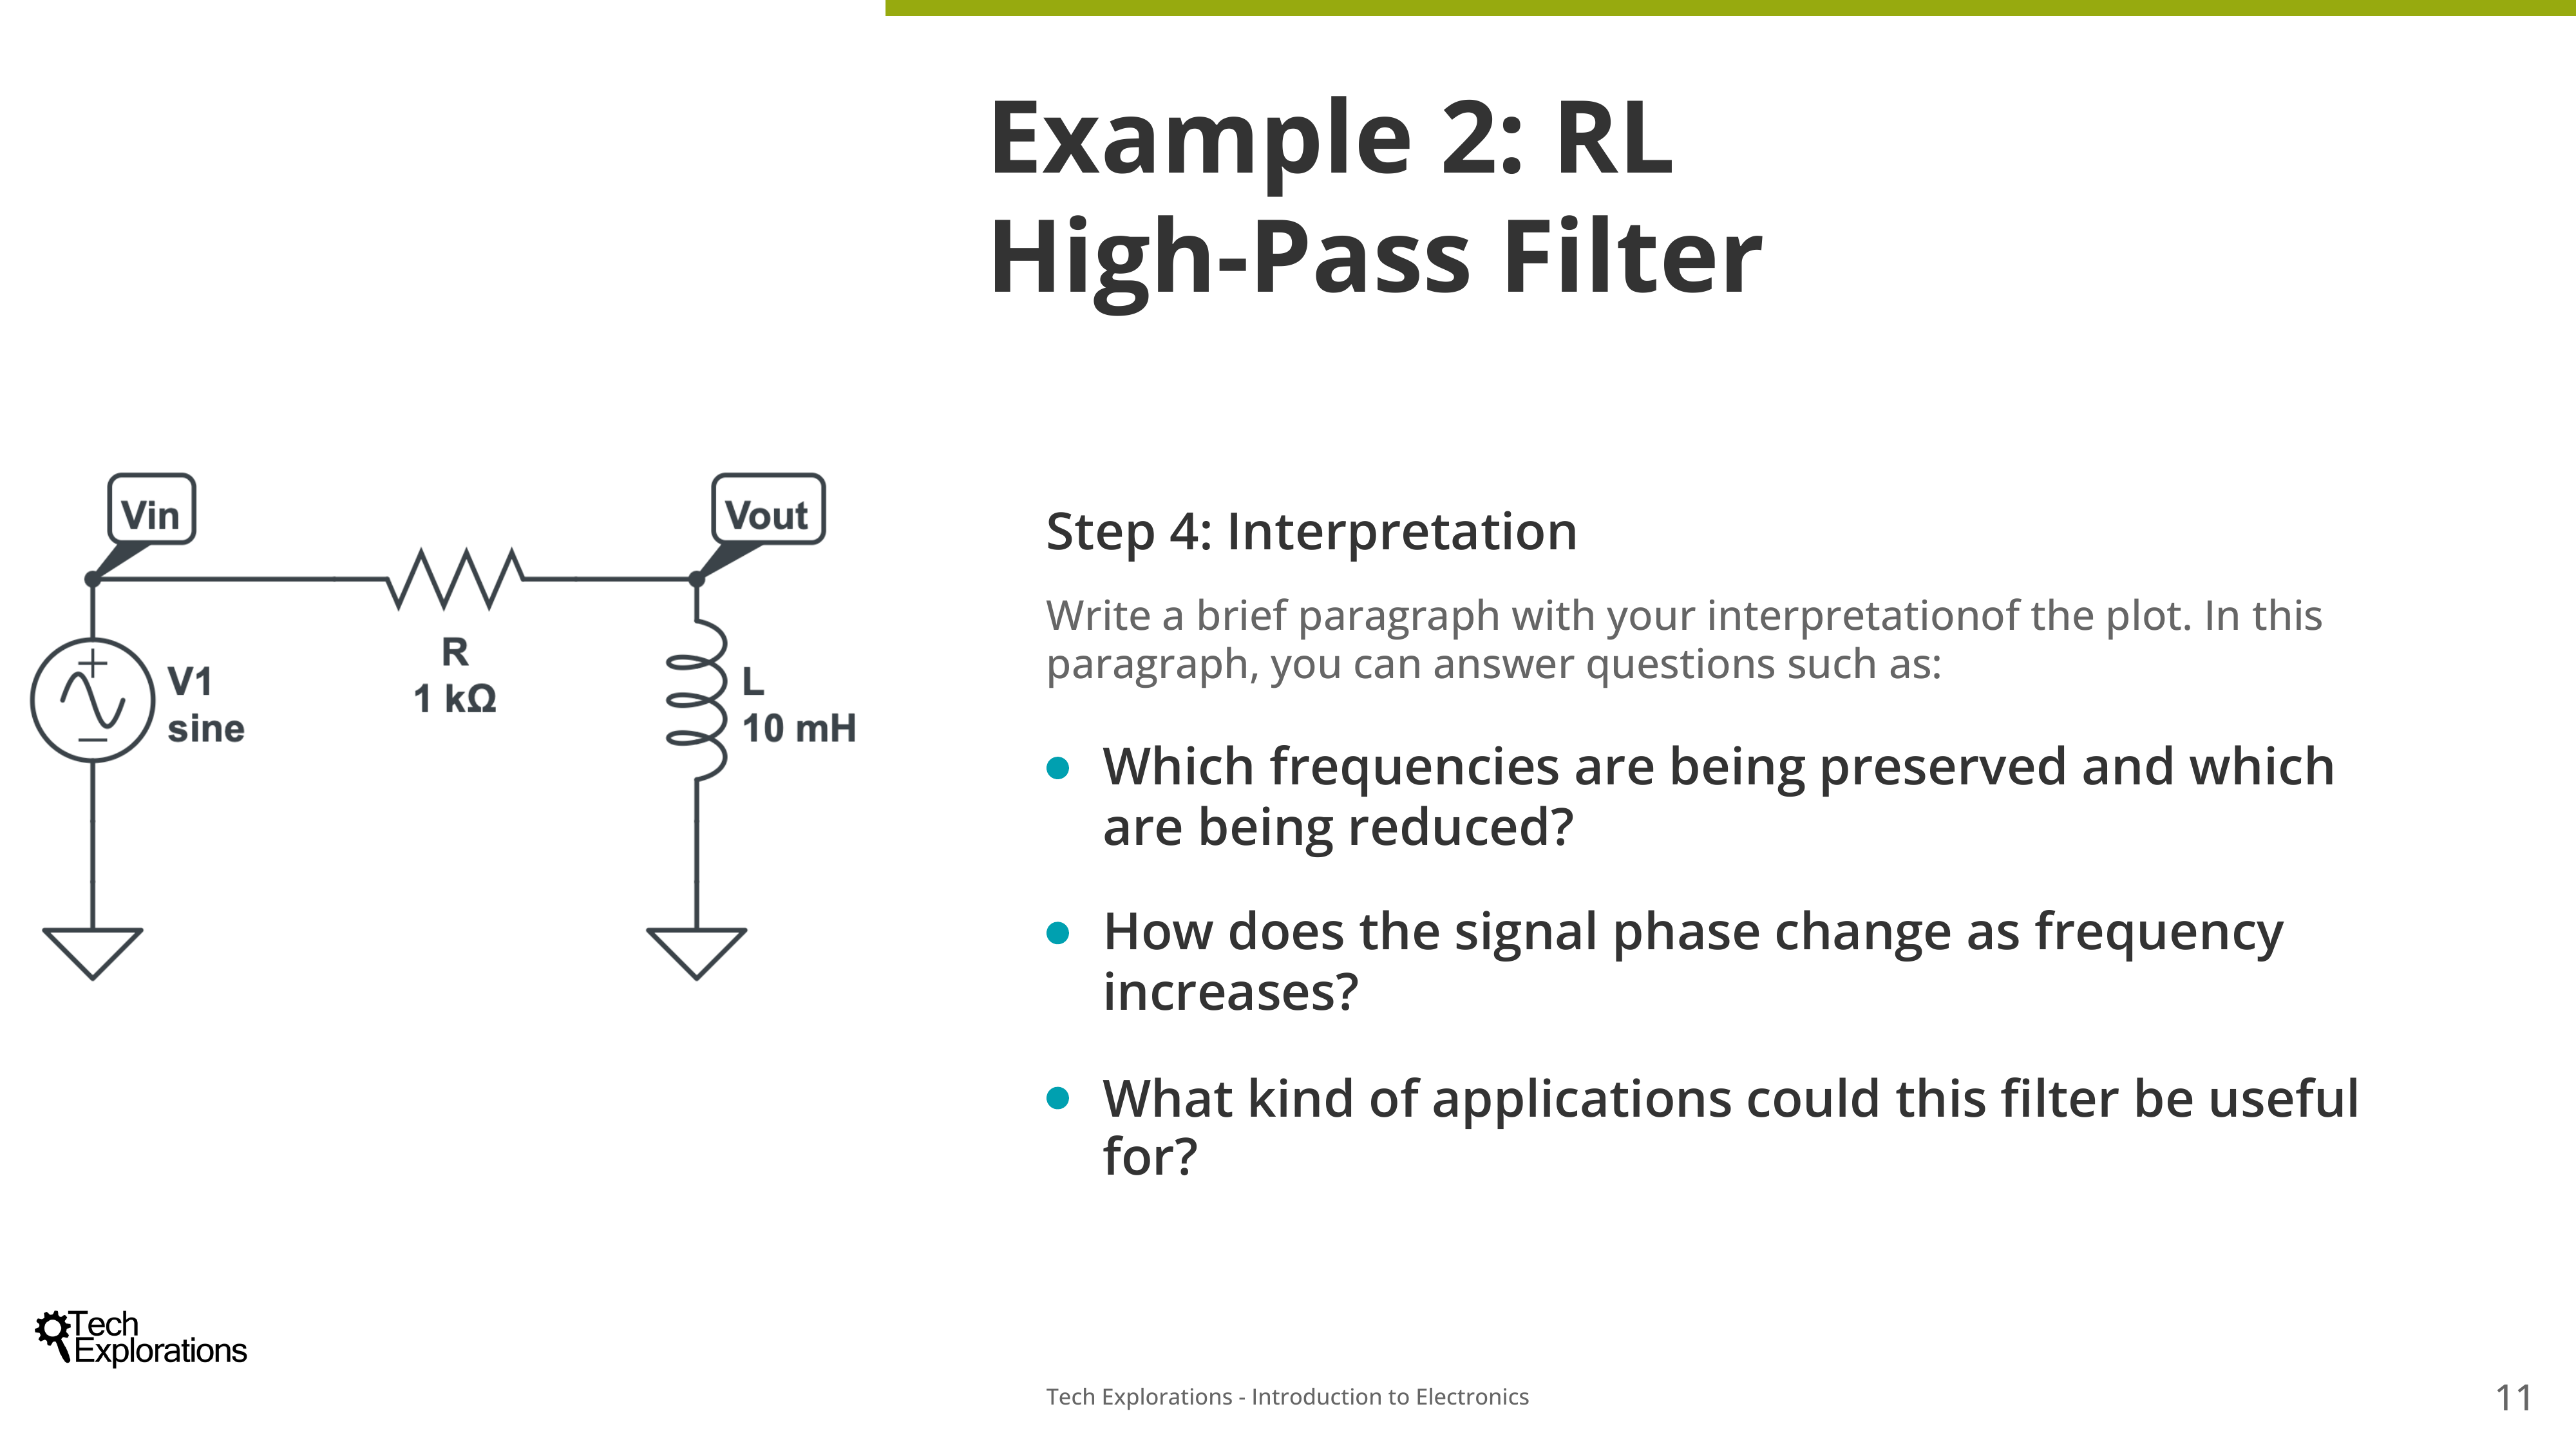 Example 2: RL
High-Pass Filter
Vin
Vout
R
1 kΩ
V1
sine
L
10 mH
Step 4: Interpretation
Write a brief paragraph with your interpretationof the plot. In this
paragraph, you can answer questions such as:
Which frequencies are being preserved and which
are being reduced?
How does the signal phase change as frequency
increases?
What kind of applications could this filter be useful
for?
Tech
Explorations
Tech Explorations - Introduction to Electronics
11